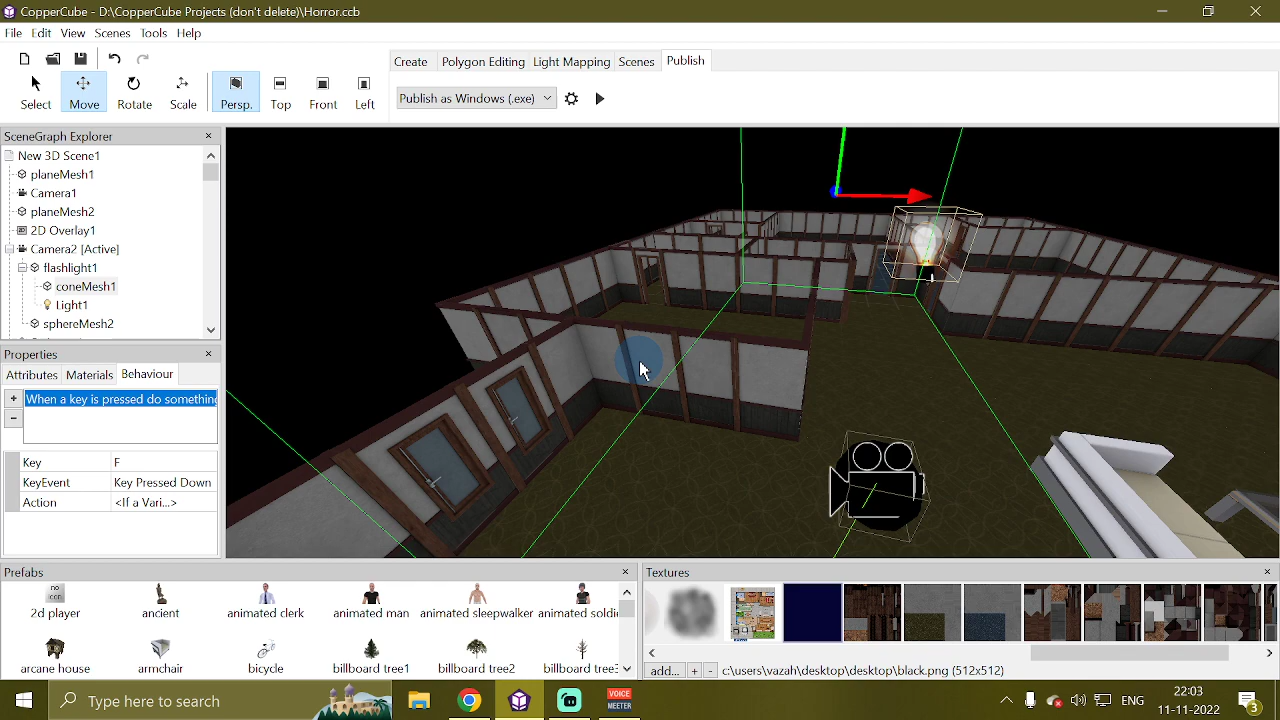 CopperCube - D:\CopperCube Projects (don't delete)\Horror.ccb
File Edit View Scenes Tools Help
Create Polygon Editing Light Mapping Scenes Publish
Select Move Rotate Scale Persp. Top Front Left
Publish as Windows (.exe)
SceneGraph Explorer
New 3D Scene1
planeMesh1
Camera1
planeMesh2
2D Overlay1
Camera2 [Active]
flashlight1
coneMesh1
Light1
sphereMesh2
Properties
Attributes Materials Behaviour
+ When a key is pressed do something
-
Key F
KeyEvent Key Pressed Down
Action <If a Vari...>
Prefabs
no ccp
2d player
ancient
animated clerk
animated man
animated sleepwalker
animated soldi
arcane house
armchair
bicycle
billboard tree1
billboard tree2
billboard tree3
Textures
add... + - c:\users\vazah\desktop\desktop\black.png (512x512)
Type here to search
VOICE MEETER
ENG
22:03
11-11-2022
3